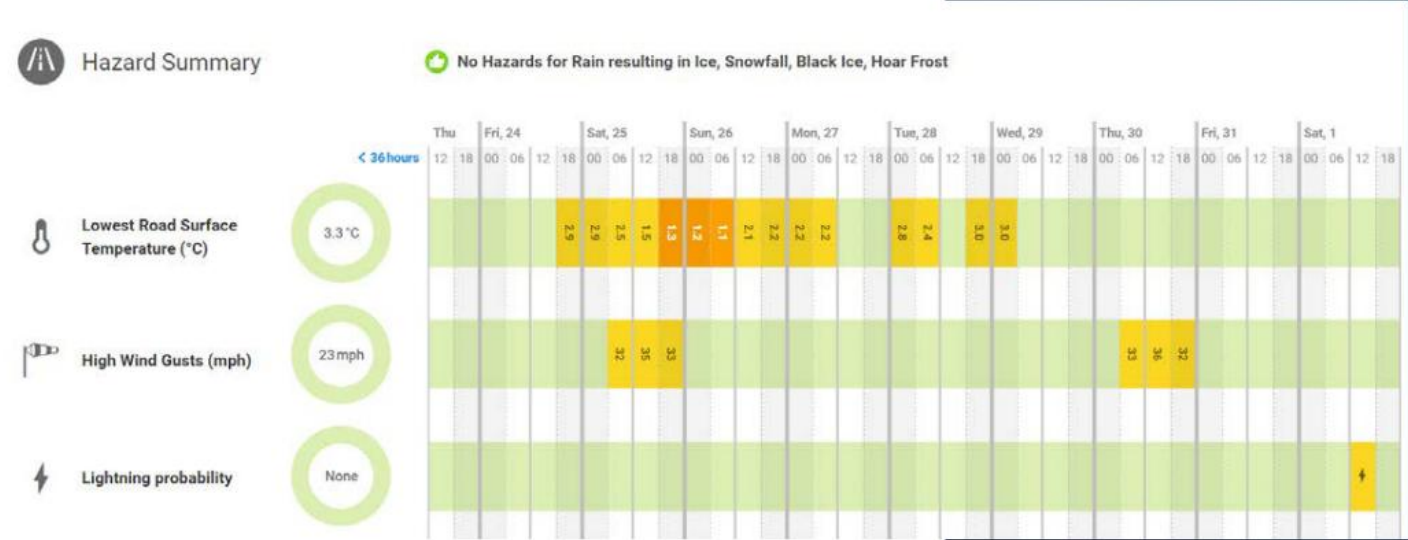 Hazard Summary
No Hazards for Rain resulting in Ice, Snowfall, Black Ice, Hoar Frost
Thu Fri, 24 Sat, 25 Sun, 26 Mon, 27 Tue, 28 Wed, 29 Thu, 30 Fri, 31 Sat, 1
< 36 hours 12 18 00 06 12 18 00 06 12 18 00 06 12 18 00 06 12 18 00 06 12 18 00 06 12 18 00 06 12 18 00 06 12 18 00 06 12 18
Lowest Road Surface
Temperature (°C)
3.3 °C
2.9 2.9 2.5 1.5 1.3 1.2 1.1 2.1 2.2 2.2 2.2 2.8 2.4 3.0 3.0
High Wind Gusts (mph)
23 mph
32 35 33 33 36 32
Lightning probability
None